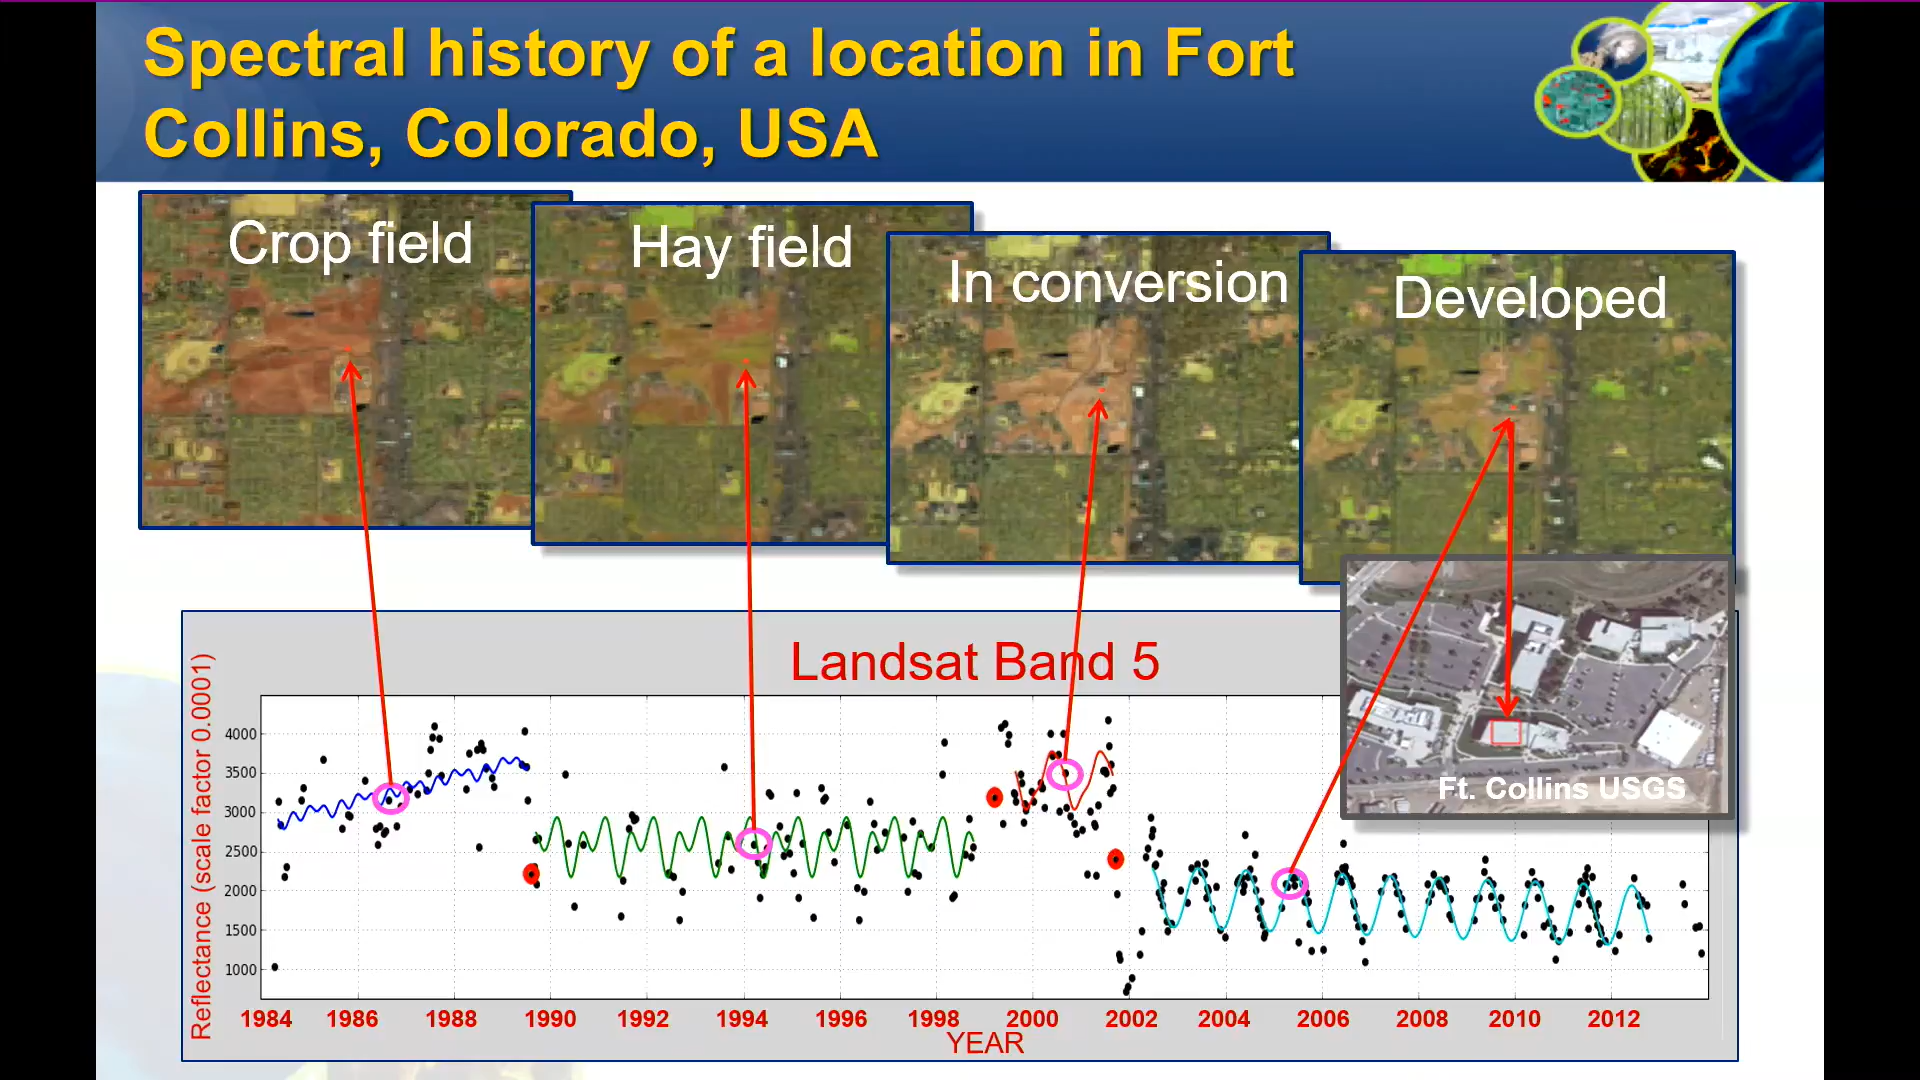 Spectral history of a location in Fort
Collins, Colorado, USA
Crop field
Hay field
In conversion
Developed
Landsat Band 5
Ft. Collins USGS
Reflectance (scale factor 0.0001)
4000
3500
3000
2500
2000
1500
1000
1984 1986 1988 1990 1992 1994 1996 1998 2000 2002 2004 2006 2008 2010 2012
YEAR